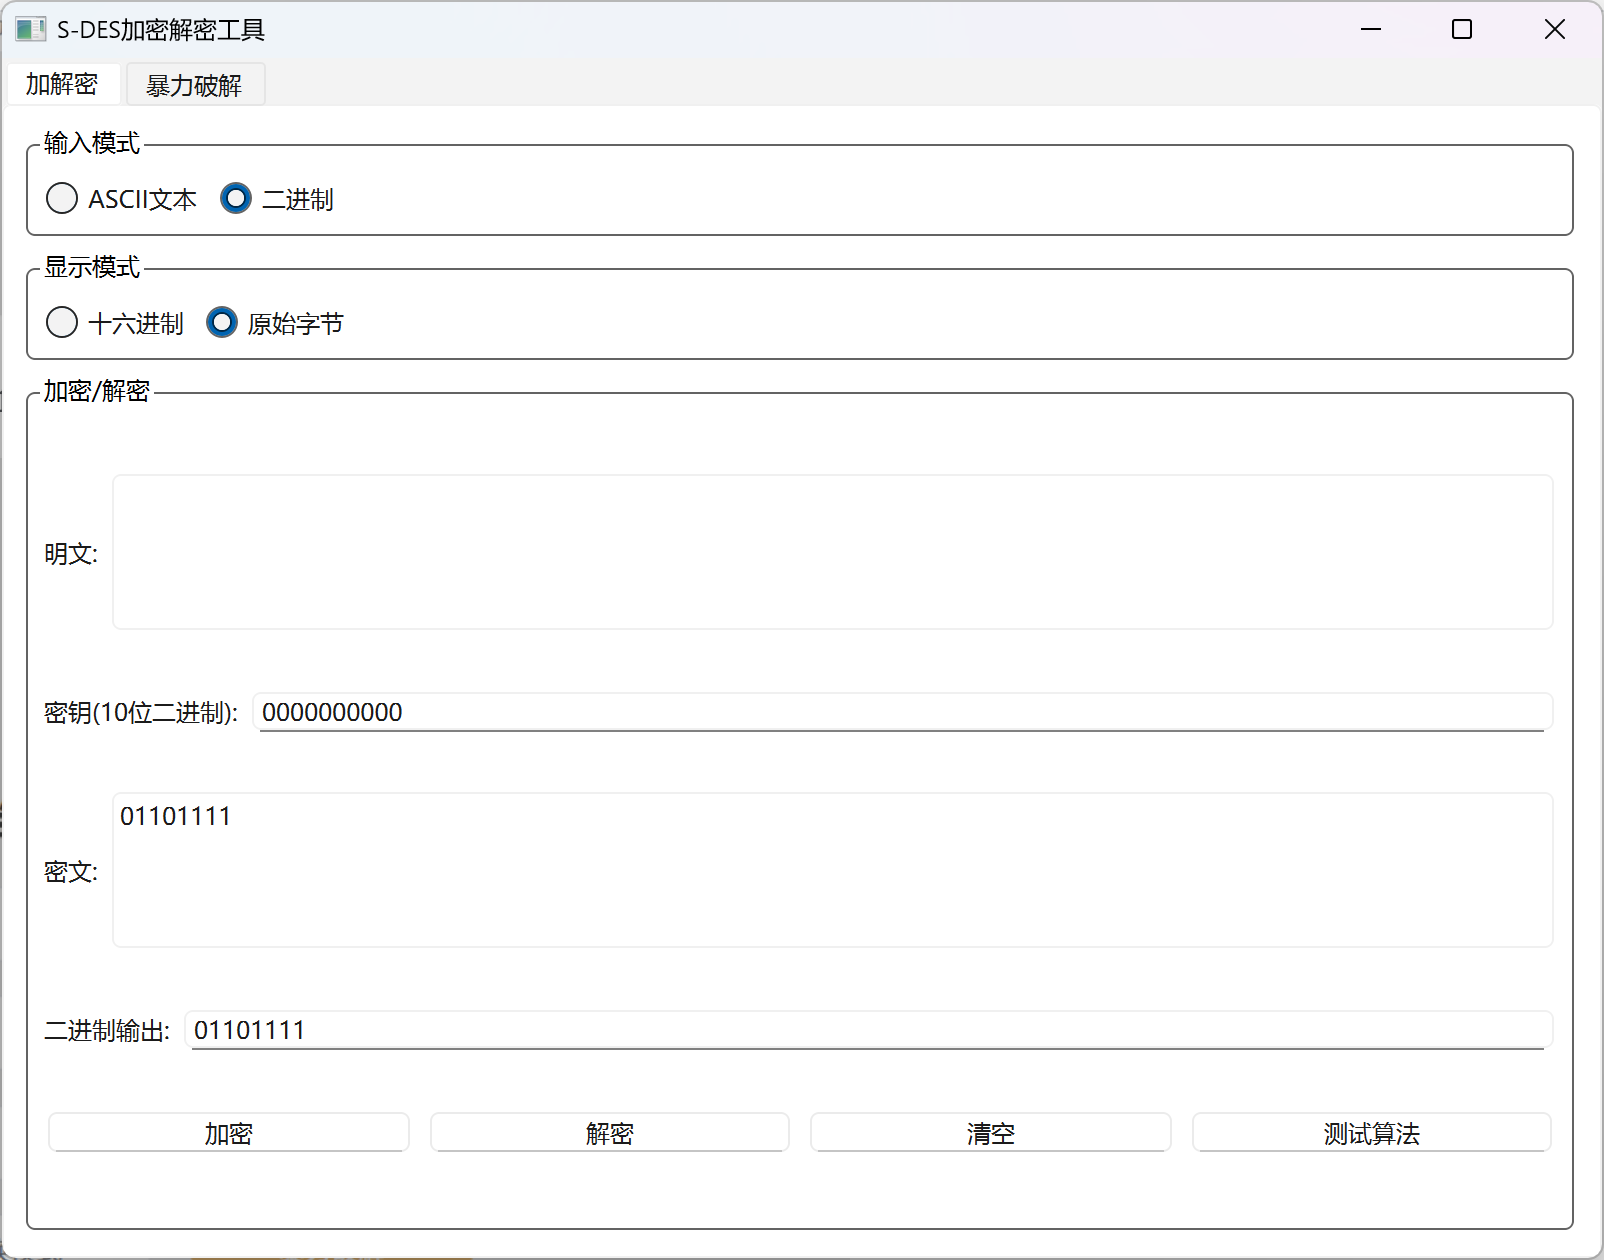 S-DES加密解密工具
加解密 暴力破解
输入模式
ASCII文本 二进制
显示模式
十六进制 原始字节
加密/解密
明文:
密钥(10位二进制): 0000000000
01101111
密文:
二进制输出: 01101111
加密 解密 清空 测试算法